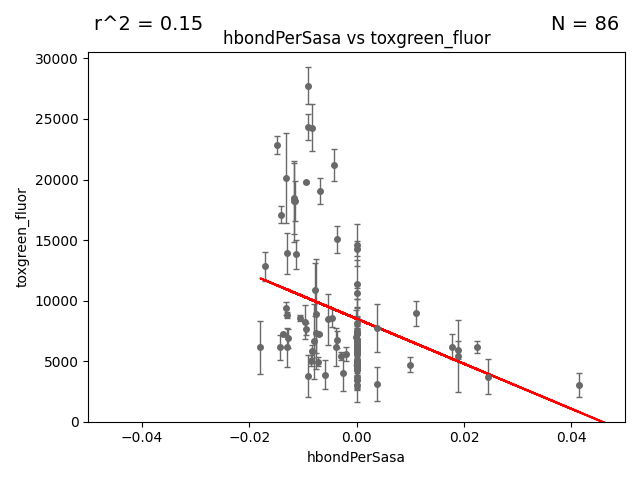 r^2 = 0.15
N = 86
hbondPerSasa vs toxgreen_fluor
30000
25000
20000
15000
10000
5000
0
toxgreen_fluor
−0.04
−0.02
0.00
0.02
0.04
hbondPerSasa